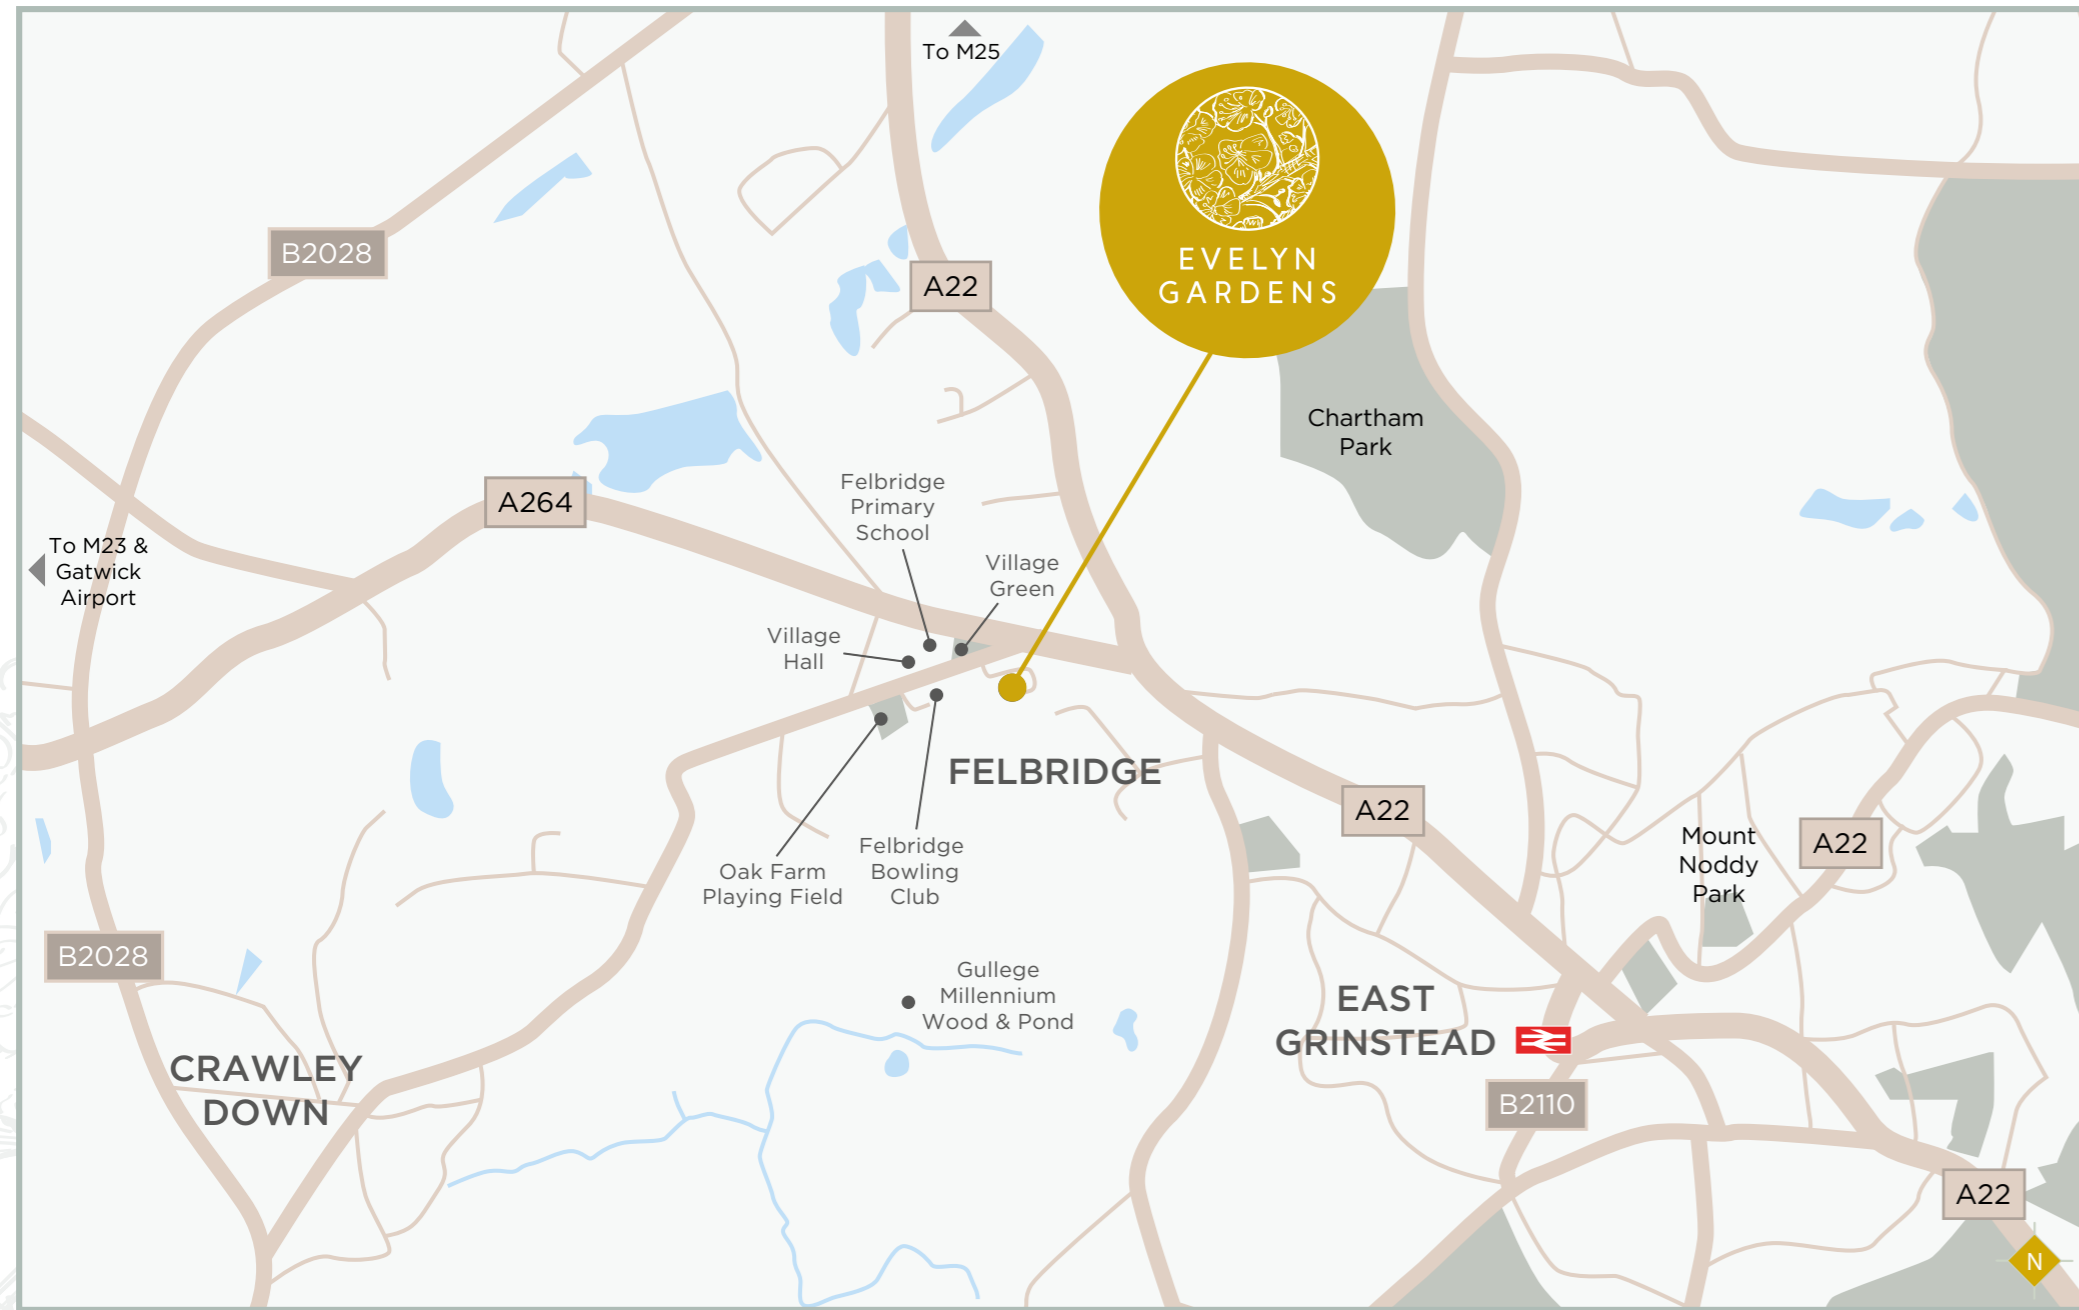 To M25
EVELYN
GARDENS
B2028
A22
Chartham
Park
A264
Felbridge
Primary
School
To M23 &
Gatwick
Airport
Village
Green
Village
Hall
FELBRIDGE
A22
Mount
Noddy
Park
A22
Oak Farm
Playing Field
Felbridge
Bowling
Club
B2028
Gullege
Millennium
Wood & Pond
EAST
GRINSTEAD
CRAWLEY
DOWN
B2110
A22
N